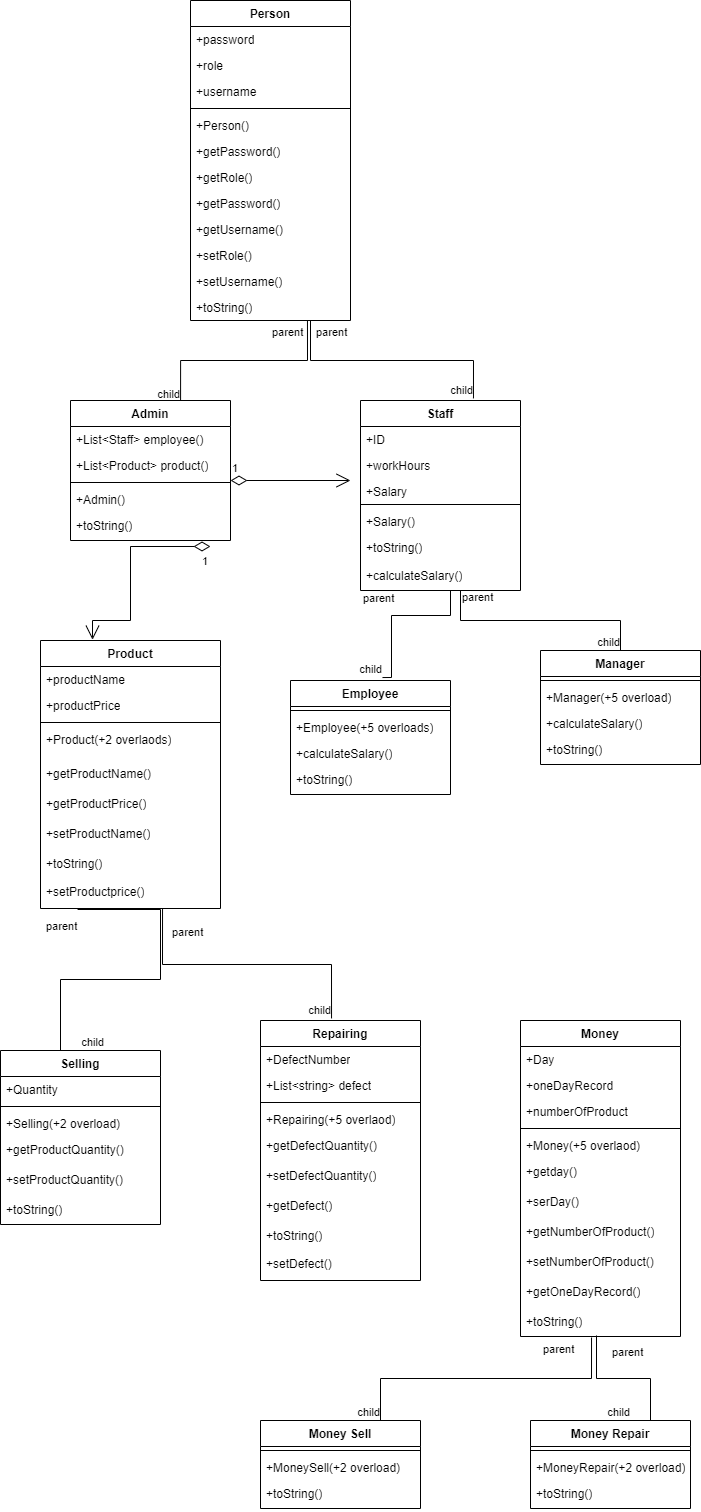 Person
+password
+role
+username
+Person()
+getPassword()
+getRole()
+getPassword()
+getUsername()
+setRole()
+setUsername()
+toString()
parent parent
child
child
Admin
+List<Staff> employee()
+List<Product> product()
+Admin()
+toString()
1
1
Staff
+ID
+workHours
+Salary
+Salary()
+toString()
+calculateSalary()
parent parent
child
child
Product
+productName
+productPrice
+Product(+2 overlaods)
+getProductName()
+getProductPrice()
+setProductName()
+toString()
+setProductprice()
Employee
+Employee(+5 overloads)
+calculateSalary()
+toString()
Manager
+Manager(+5 overload)
+calculateSalary()
+toString()
parent
parent
child
child
Selling
+Quantity
+Selling(+2 overload)
+getProductQuantity()
+setProductQuantity()
+toString()
Repairing
+DefectNumber
+List<string> defect
+Repairing(+5 overlaod)
+getDefectQuantity()
+setDefectQuantity()
+getDefect()
+toString()
+setDefect()
Money
+Day
+oneDayRecord
+numberOfProduct
+Money(+5 overlaod)
+getday()
+serDay()
+getNumberOfProduct()
+setNumberOfProduct()
+getOneDayRecord()
+toString()
parent
parent
child
child
Money Sell
+MoneySell(+2 overload)
+toString()
Money Repair
+MoneyRepair(+2 overload)
+toString()